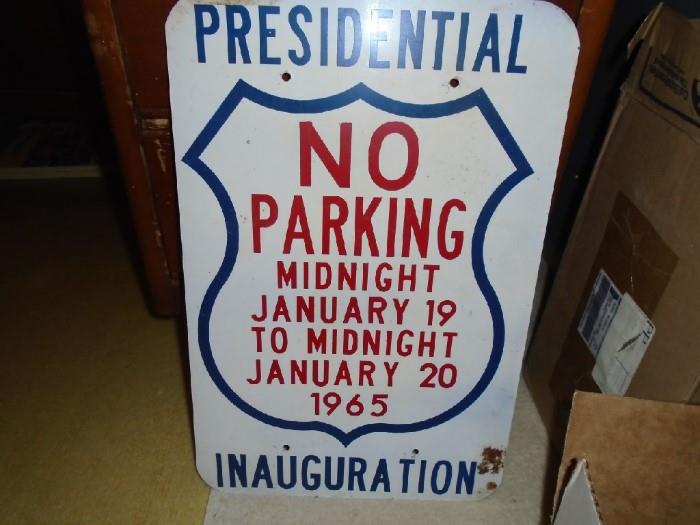 PRESIDENTIAL
NO
PARKING
MIDNIGHT
JANUARY 19
TO MIDNIGHT
JANUARY 20
1965
INAUGURATION